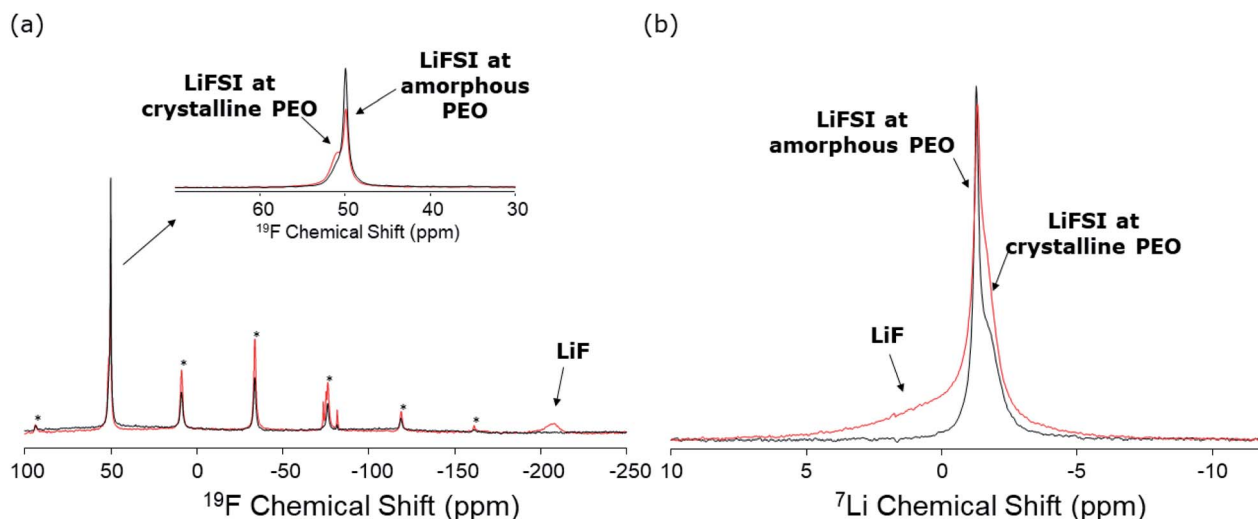 (a)
LiFSI at
crystalline PEO
LiFSI at
amorphous
PEO
60 50 40 30
19F Chemical Shift (ppm)
* * * * * *
LiF
100 50 0 -50 -100 -150 -200 -250
19F Chemical Shift (ppm)
(b)
LiFSI at
amorphous PEO
LiFSI at
crystalline PEO
LiF
10 5 0 -5 -10
7Li Chemical Shift (ppm)